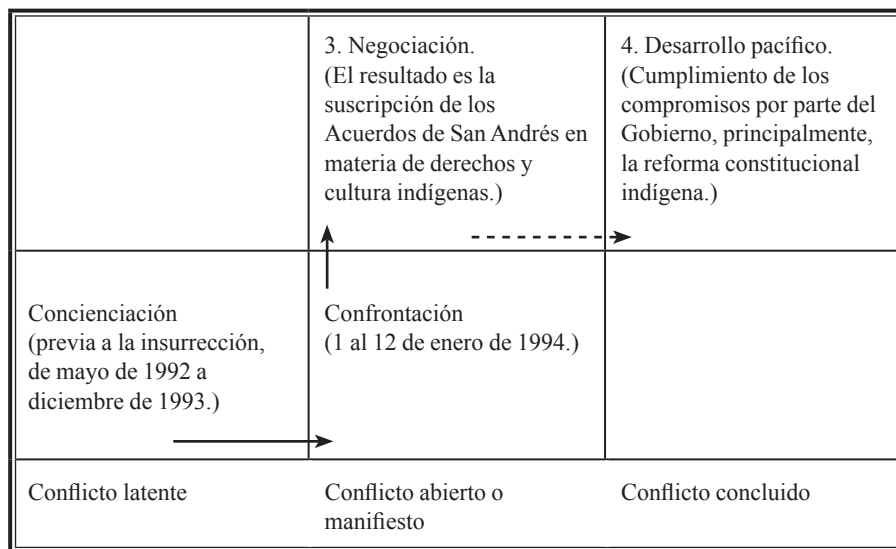 3. Negociación.
(El resultado es la
suscripción de los
Acuerdos de San Andrés en
materia de derechos y
cultura indígenas.)
4. Desarrollo pacífico.
(Cumplimiento de los
compromisos por parte del
Gobierno, principalmente,
la reforma constitucional
indígena.)
Concienciación
(previa a la insurrección,
de mayo de 1992 a
diciembre de 1993.)
Confrontación
(1 al 12 de enero de 1994.)
Conflicto latente
Conflicto abierto o
manifiesto
Conflicto concluido